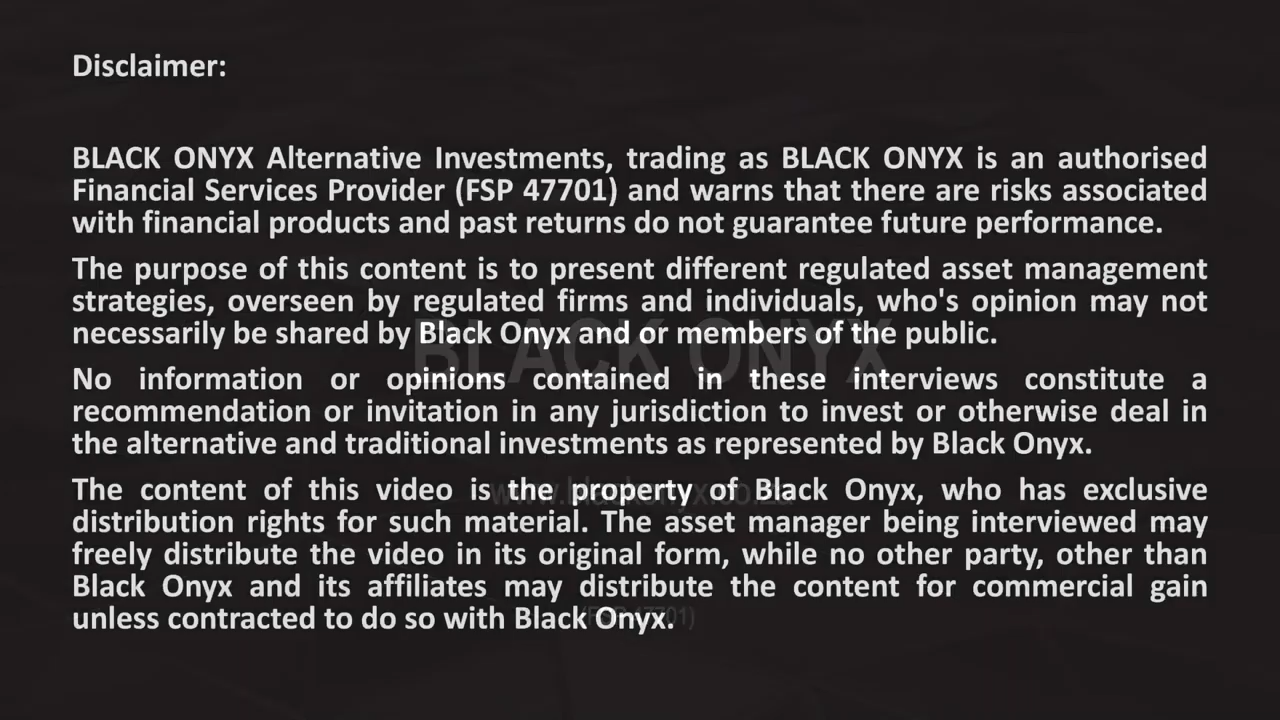 Disclaimer:
BLACK ONYX Alternative Investments, trading as BLACK ONYX is an authorised
Financial Services Provider (FSP 47701) and warns that there are risks associated
with financial products and past returns do not guarantee future performance.
The purpose of this content is to present different regulated asset management
strategies, overseen by regulated firms and individuals, who's opinion may not
necessarily be shared by Black Onyx and or members of the public.
BLACK ONYX
No information or opinions contained in these interviews constitute a
recommendation or invitation in any jurisdiction to invest or otherwise deal in
the alternative and traditional investments as represented by Black Onyx.
The content of this video is the property of Black Onyx, who has exclusive
www.blackonyx.co.za
distribution rights for such material. The asset manager being interviewed may
freely distribute the video in its original form, while no other party, other than
Black Onyx and its affiliates may distribute the content for commercial gain
unless contracted to do so with Black Onyx.
(FSP 47701)